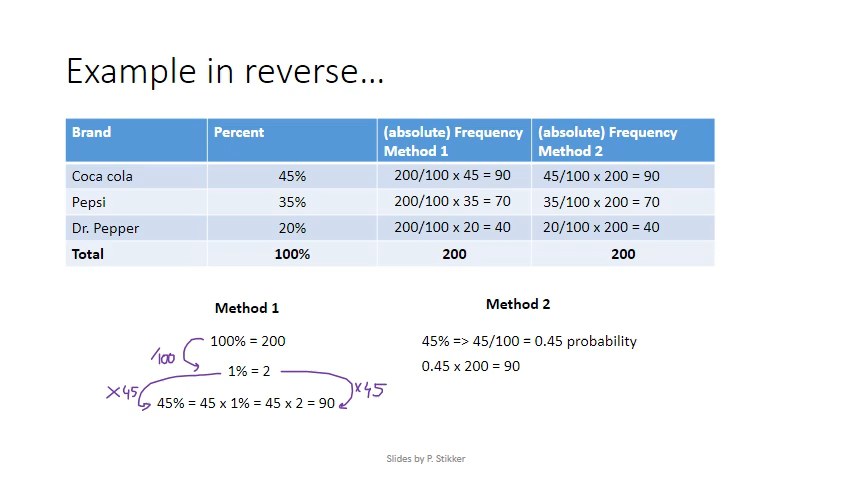 Example in reverse...
Brand Percent (absolute) Frequency Method 1 (absolute) Frequency Method 2
Coca cola 45% 200/100 x 45 = 90 45/100 x 200 = 90
Pepsi 35% 200/100 x 35 = 70 35/100 x 200 = 70
Dr. Pepper 20% 200/100 x 20 = 40 20/100 x 200 = 40
Total 100% 200 200
Method 1
100% = 200
/100
1% = 2
x45
x45
45% = 45 x 1% = 45 x 2 = 90
Method 2
45% => 45/100 = 0.45 probability
0.45 x 200 = 90
Slides by P. Stikker